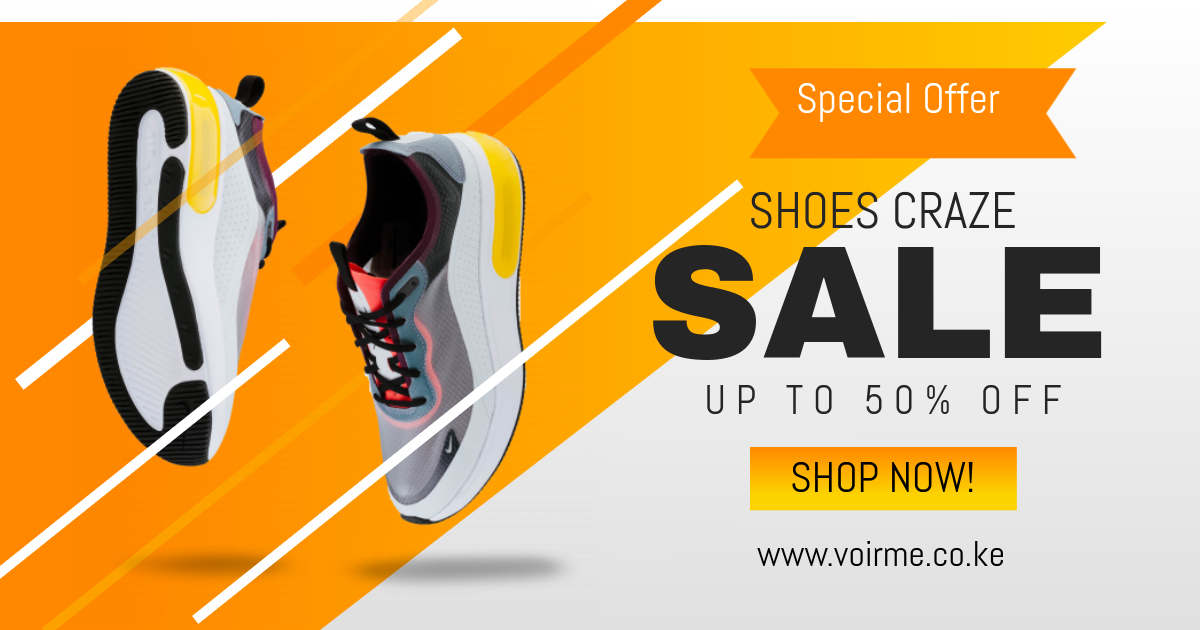 Special Offer
SHOES CRAZE
SALE
UP TO 50% OFF
SHOP NOW!
www.voirme.co.ke